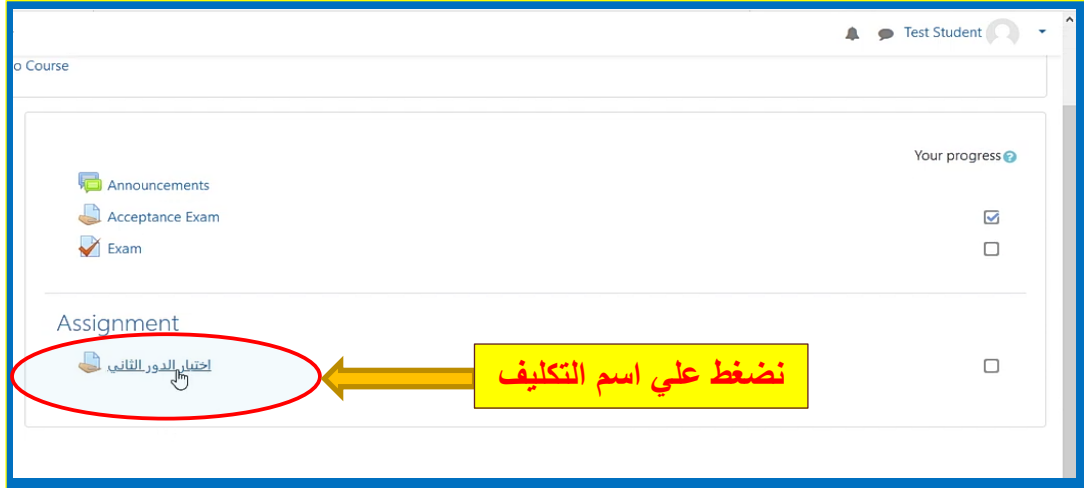 Test Student
o Course
Your progress
Announcements
Acceptance Exam
Exam
Assignment
اختبار الدور الثاني
نضغط علي اسم التكليف